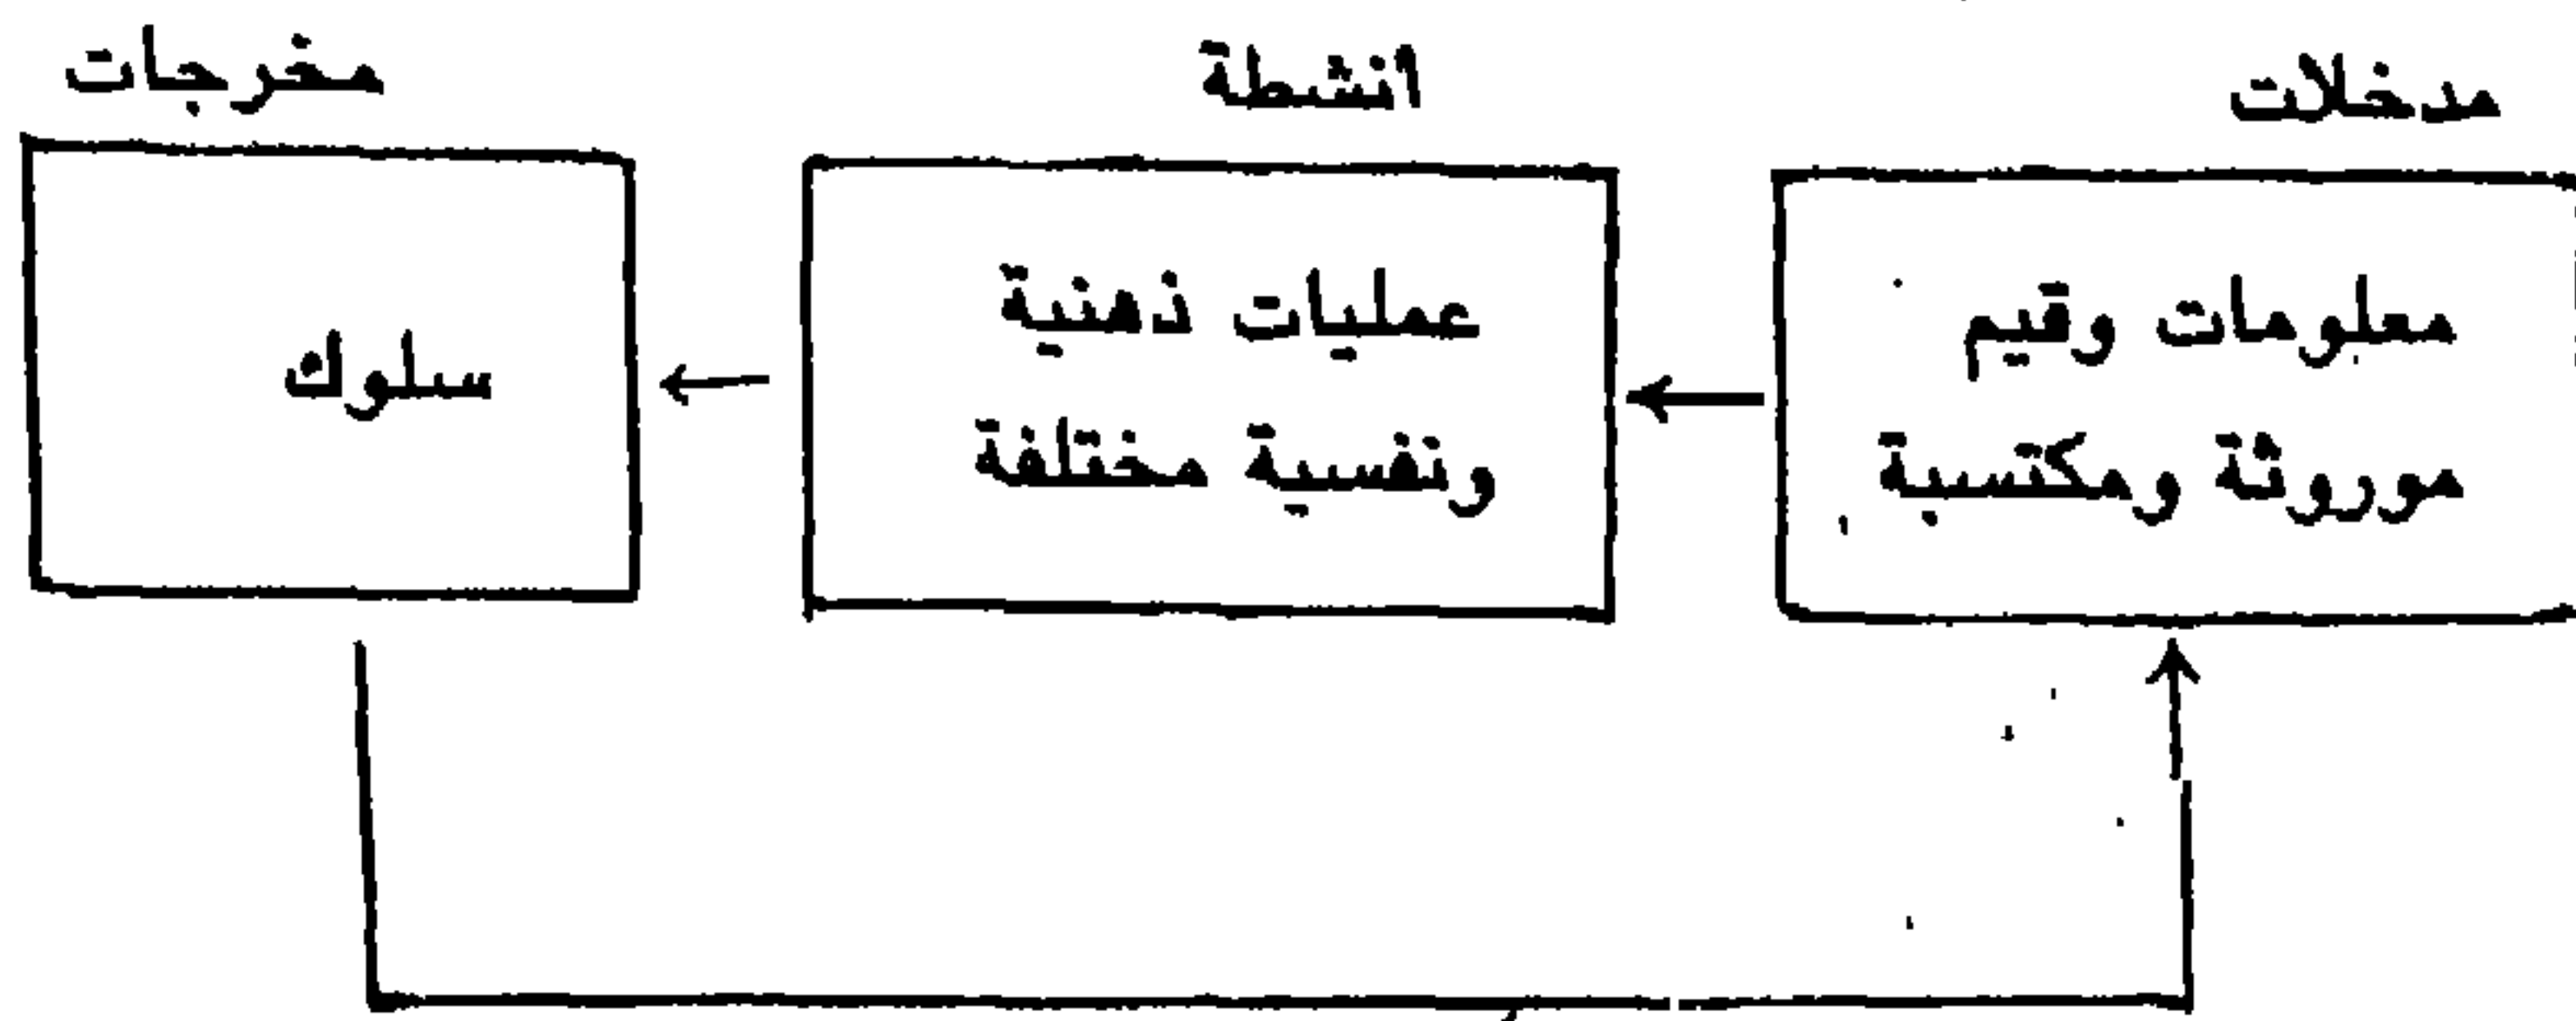 مدخلات
انشطة
مخرجات
معلومات وقيم
موروثة ومكتسبة
عمليات ذهنية
ونفسية مختلفة
سلوك